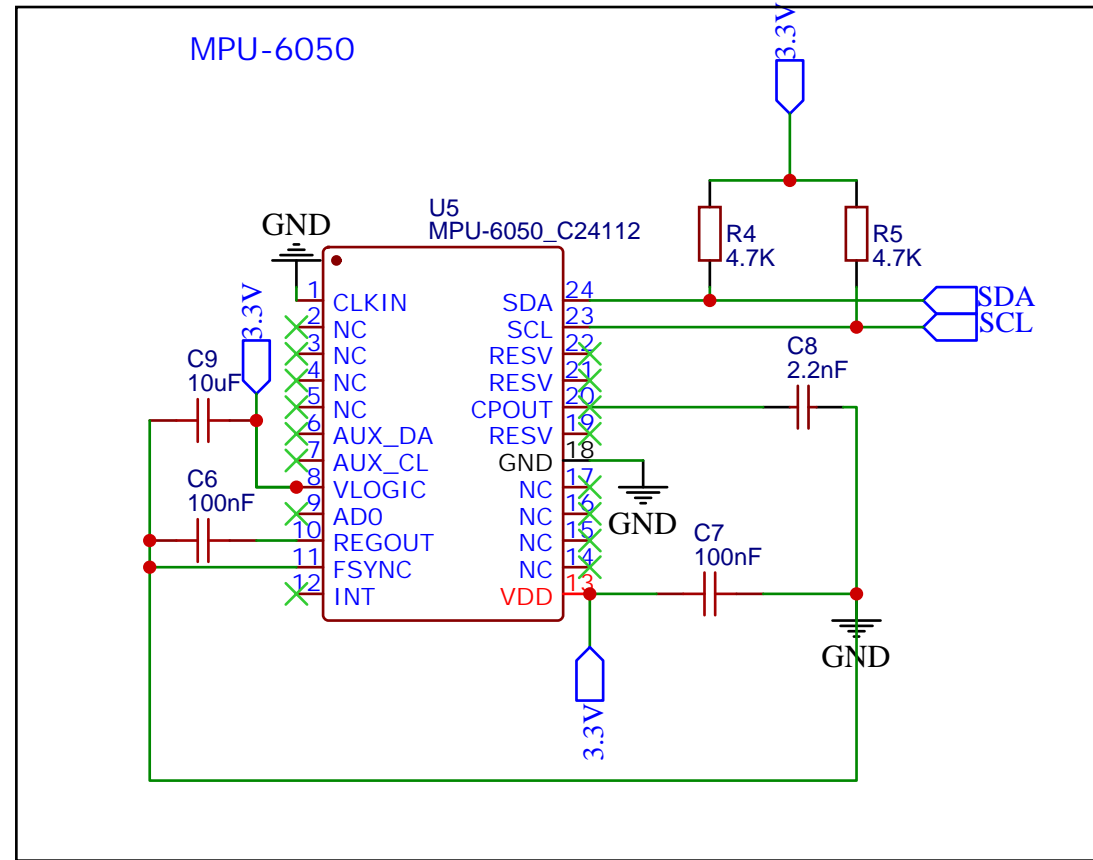 MPU-6050
3.3V
U5
MPU-6050_C24112
GND
R4
4.7K
R5
4.7K
1 CLKIN
2 NC
3 NC
4 NC
5 NC
6 AUX_DA
7 AUX_CL
8 VLOGIC
9 AD0
10 REGOUT
11 FSYNC
12 INT
SDA 24
SCL 23
RESV 22
RESV 21
CPOUT 20
RESV 19
GND 18
NC 17
NC 16
NC 15
NC 14
VDD 13
SDA
SCL
3.3V
C9
10uF
C6
100nF
C8
2.2nF
GND
C7
100nF
GND
3.3V